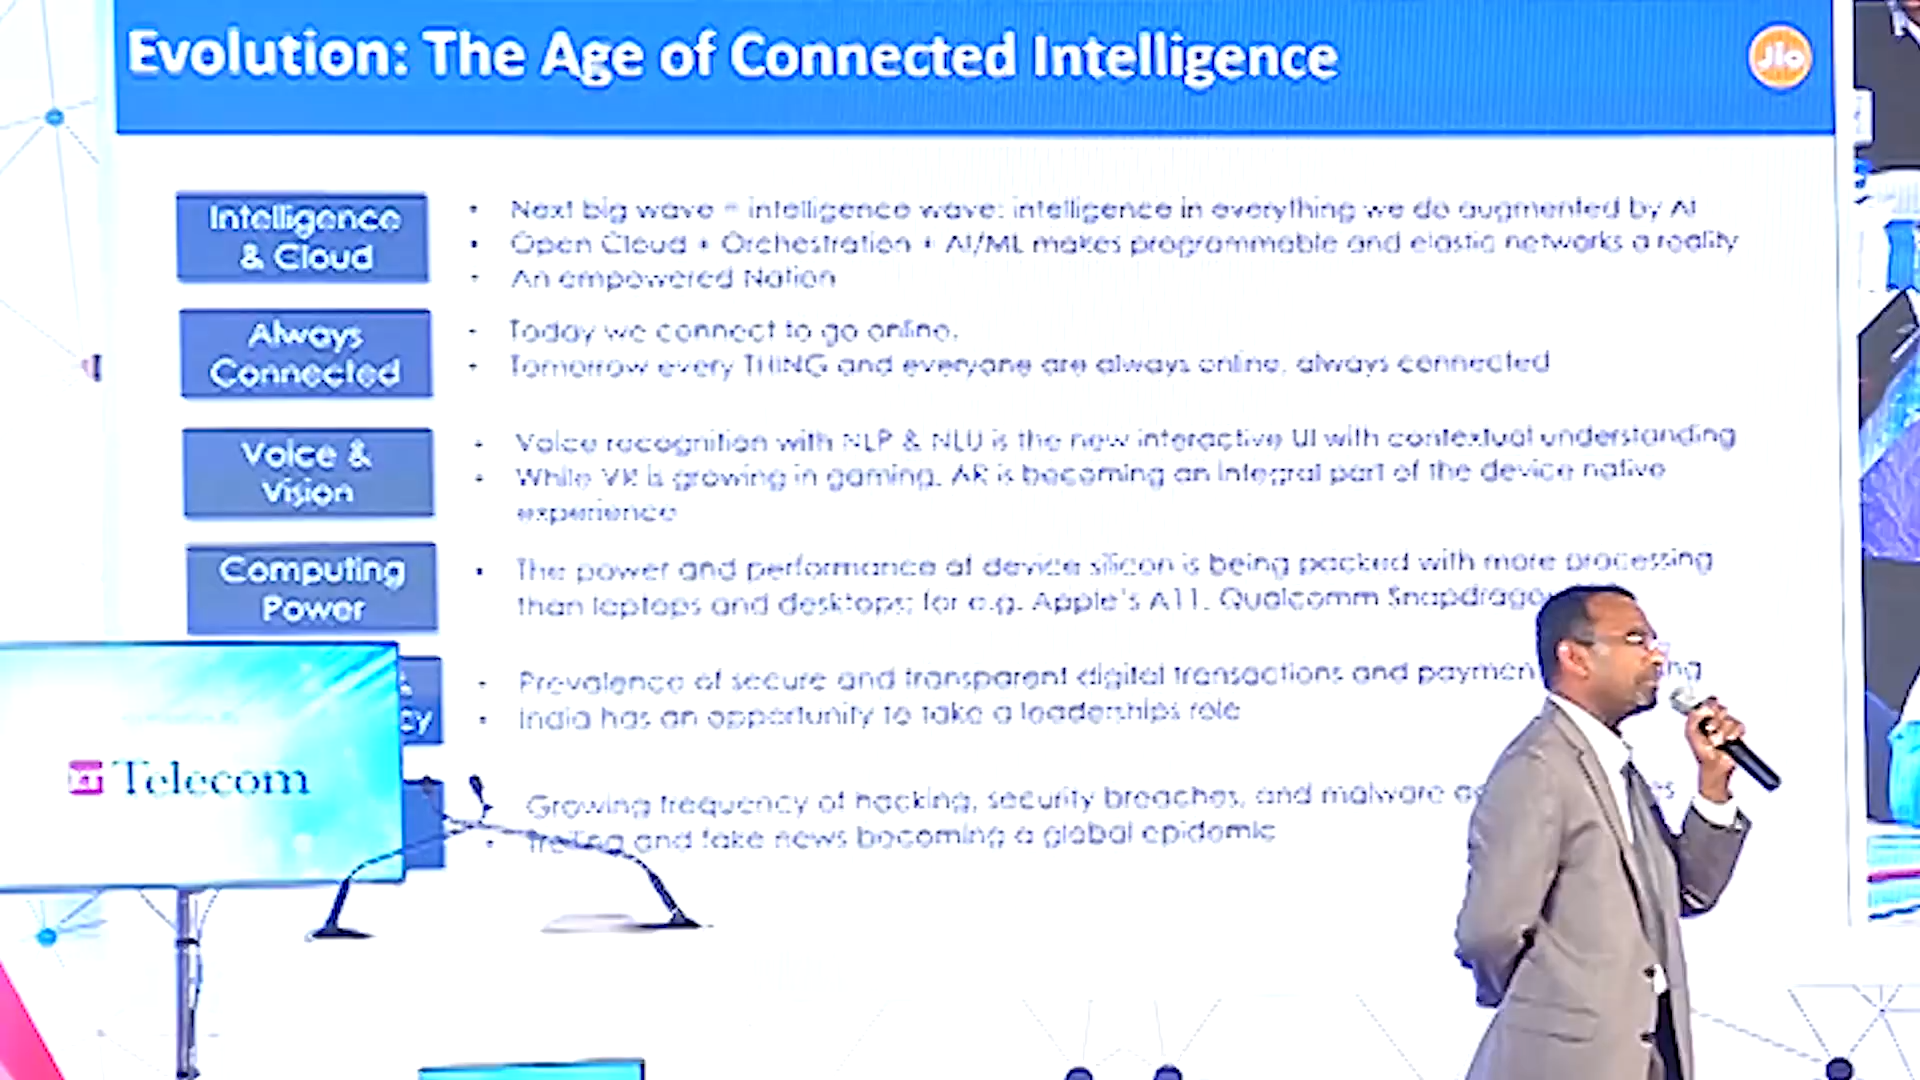 Evolution: The Age of Connected Intelligence
Jio
Intelligence
& Cloud
Next big wave = intelligence wave: intelligence in everything we do augmented by AI
Open Cloud + Orchestration + AI/ML makes programmable and elastic networks a reality
An empowered Nation
Always
Connected
Today we connect to go online.
Tomorrow every THING and everyone are always online, always connected
Voice &
Vision
Voice recognition with NLP & NLU is the new interactive UI with contextual understanding
While VR is growing in gaming, AR is becoming an integral part of the device native
experience
Computing
Power
The power and performance of device silicon is being packed with more processing
than laptops and desktops; for e.g. Apple's A11, Qualcomm Snapdrago
&
cy
Prevalence of secure and transparent digital transactions and paymen ng
India has an opportunity to take a leaderships role
Growing frequency of hacking, security breaches, and malware es
and fake news becoming a global epidemic
ET Telecom